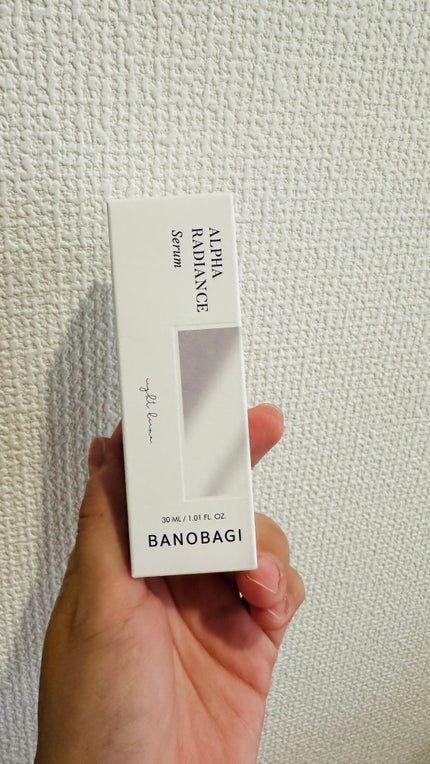 ALPHA
RADIANCE
Serum
30 ML / 1.01 FL. OZ.
BANOBAGI